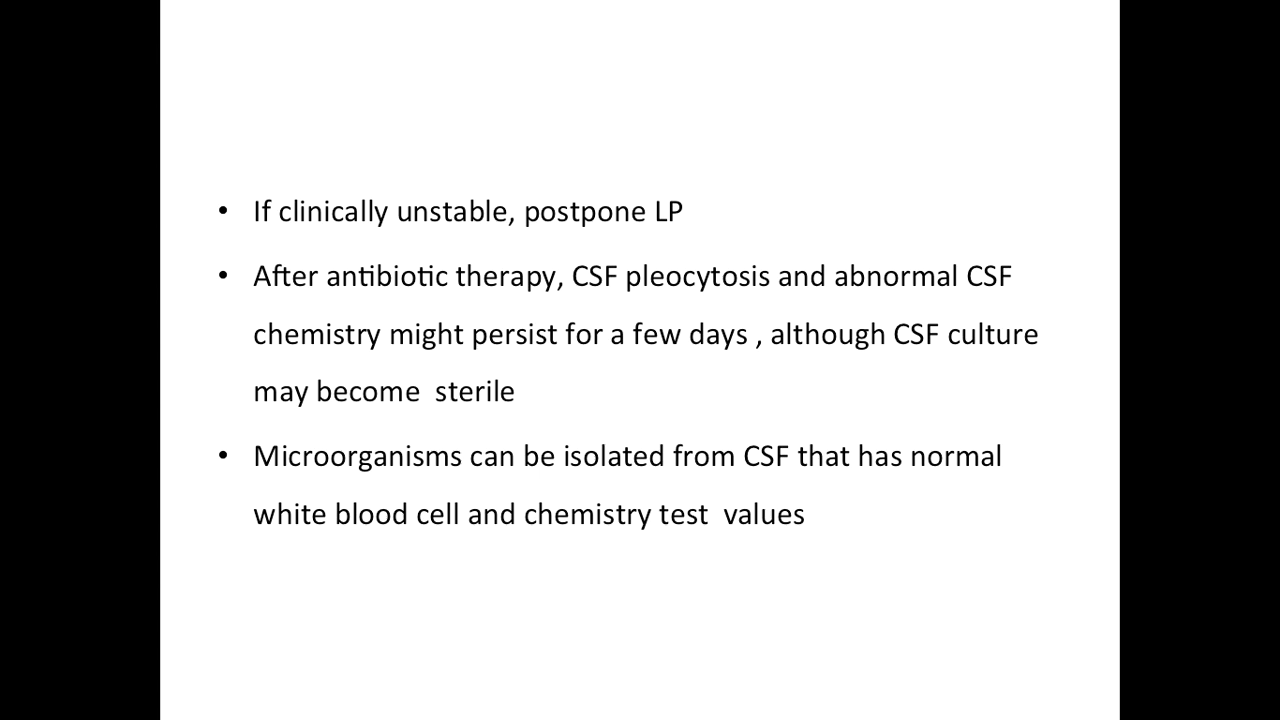 • If clinically unstable, postpone LP
• After antibiotic therapy, CSF pleocytosis and abnormal CSF
chemistry might persist for a few days , although CSF culture
may become  sterile
• Microorganisms can be isolated from CSF that has normal
white blood cell and chemistry test  values